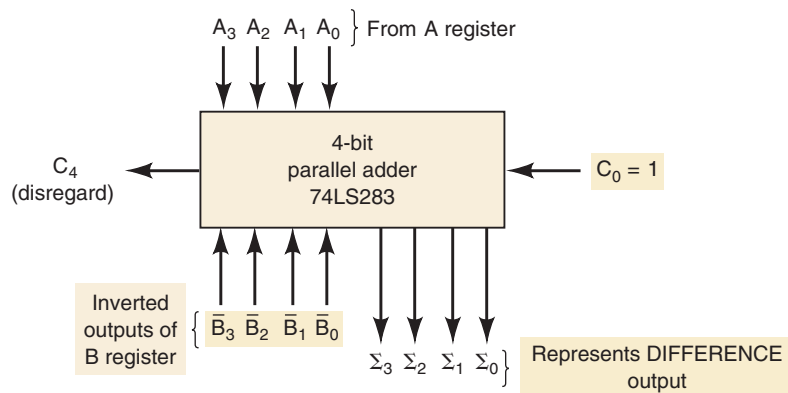 A₃ A₂ A₁ A₀ } From A register
4-bit
parallel adder
74LS283
C₄
(disregard)
C₀ = 1
Inverted
outputs of
B register
{ B̅₃ B̅₂ B̅₁ B̅₀
Σ₃ Σ₂ Σ₁ Σ₀ }
Represents DIFFERENCE
output